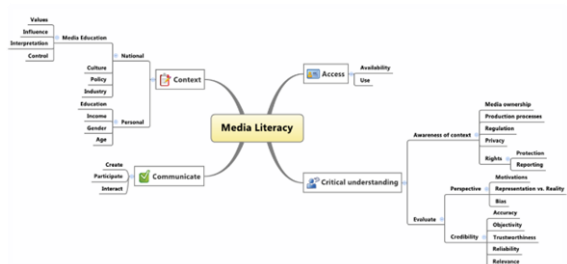 Values
Influence
Interpretation
Control
Media Education
National
Culture
Policy
Industry
Education
Income
Gender
Age
Personal
Context
Create
Participate
Interact
Communicate
Media Literacy
Access
Availability
Use
Critical understanding
Awareness of context
Media ownership
Production processes
Regulation
Privacy
Rights
Protection
Reporting
Evaluate
Perspective
Motivations
Representation vs. Reality
Bias
Credibility
Accuracy
Objectivity
Trustworthiness
Reliability
Relevance